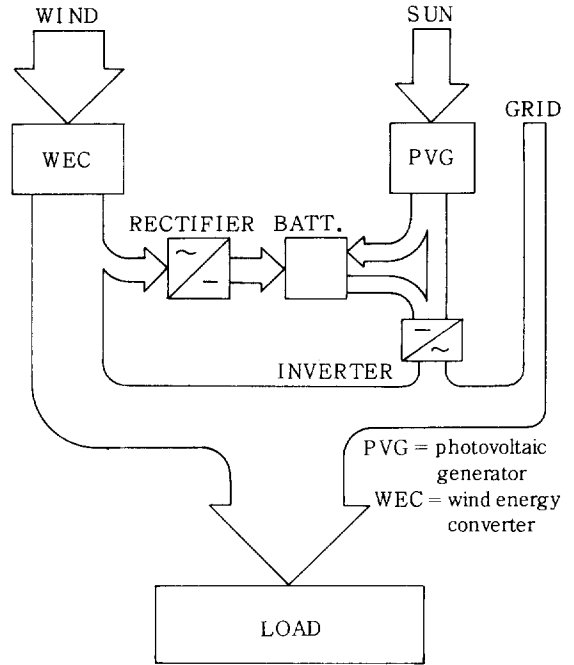 WIND
SUN
GRID
WEC
PVG
RECTIFIER BATT.
~
−
−
~
INVERTER
PVG = photovoltaic
generator
WEC = wind energy
converter
LOAD